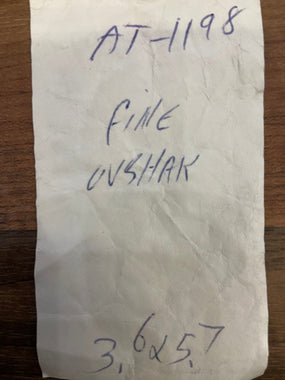 AT-1198
FINE
OVSHAK
3,6x5,7